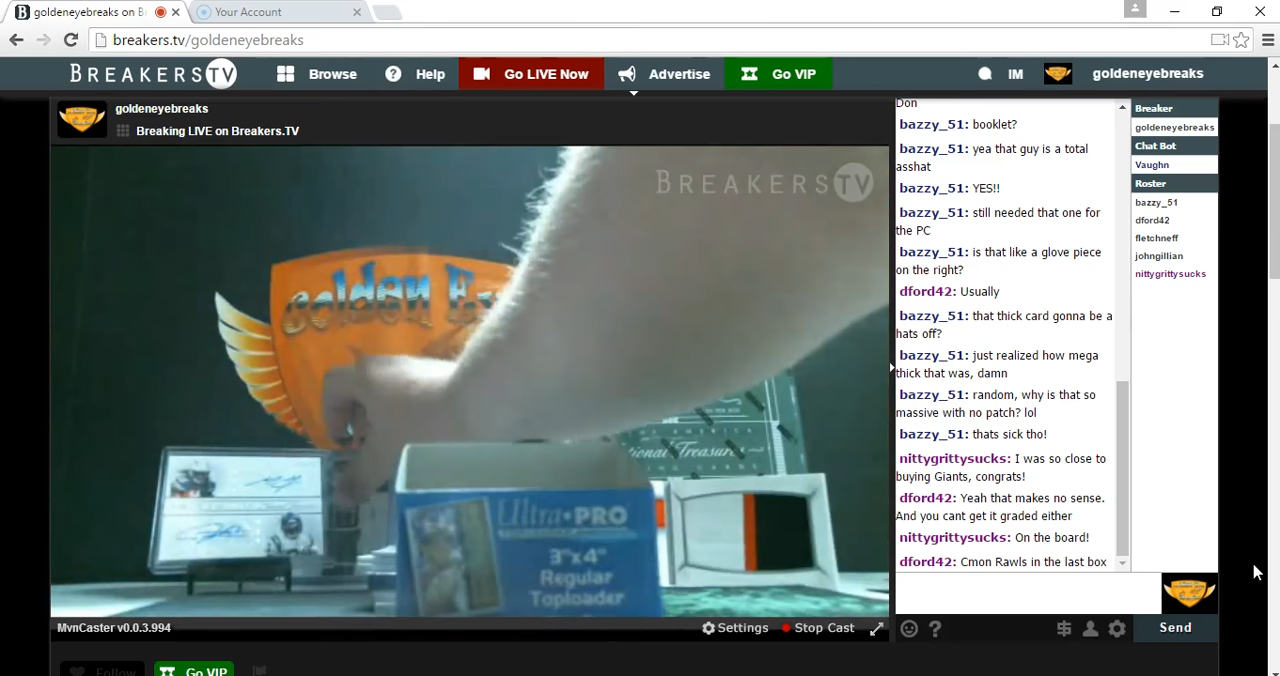 goldeneyebreaks on B
Your Account
breakers.tv/goldeneyebreaks
BREAKERSTV
Browse
Help
Go LIVE Now
Advertise
Go VIP
IM
goldeneyebreaks
goldeneyebreaks
Breaking LIVE on Breakers.TV
BREAKERSTV
Golden Ey
National Treasures
Ultra•PRO
3"x4"
Regular
Toploader
MvnCaster v0.0.3.994
Settings
Stop Cast
Follow
Go VIP
Don
bazzy_51: booklet?
bazzy_51: yea that guy is a total
asshat
bazzy_51: YES!!
bazzy_51: still needed that one for
the PC
bazzy_51: is that like a glove piece
on the right?
dford42: Usually
bazzy_51: that thick card gonna be a
hats off?
bazzy_51: just realized how mega
thick that was, damn
bazzy_51: random, why is that so
massive with no patch? lol
bazzy_51: thats sick tho!
nittygrittysucks: I was so close to
buying Giants, congrats!
dford42: Yeah that makes no sense.
And you cant get it graded either
nittygrittysucks: On the board!
dford42: Cmon Rawls in the last box
Send
Breaker
goldeneyebreaks
Chat Bot
Vaughn
Roster
bazzy_51
dford42
fletchneff
johngillian
nittygrittysucks